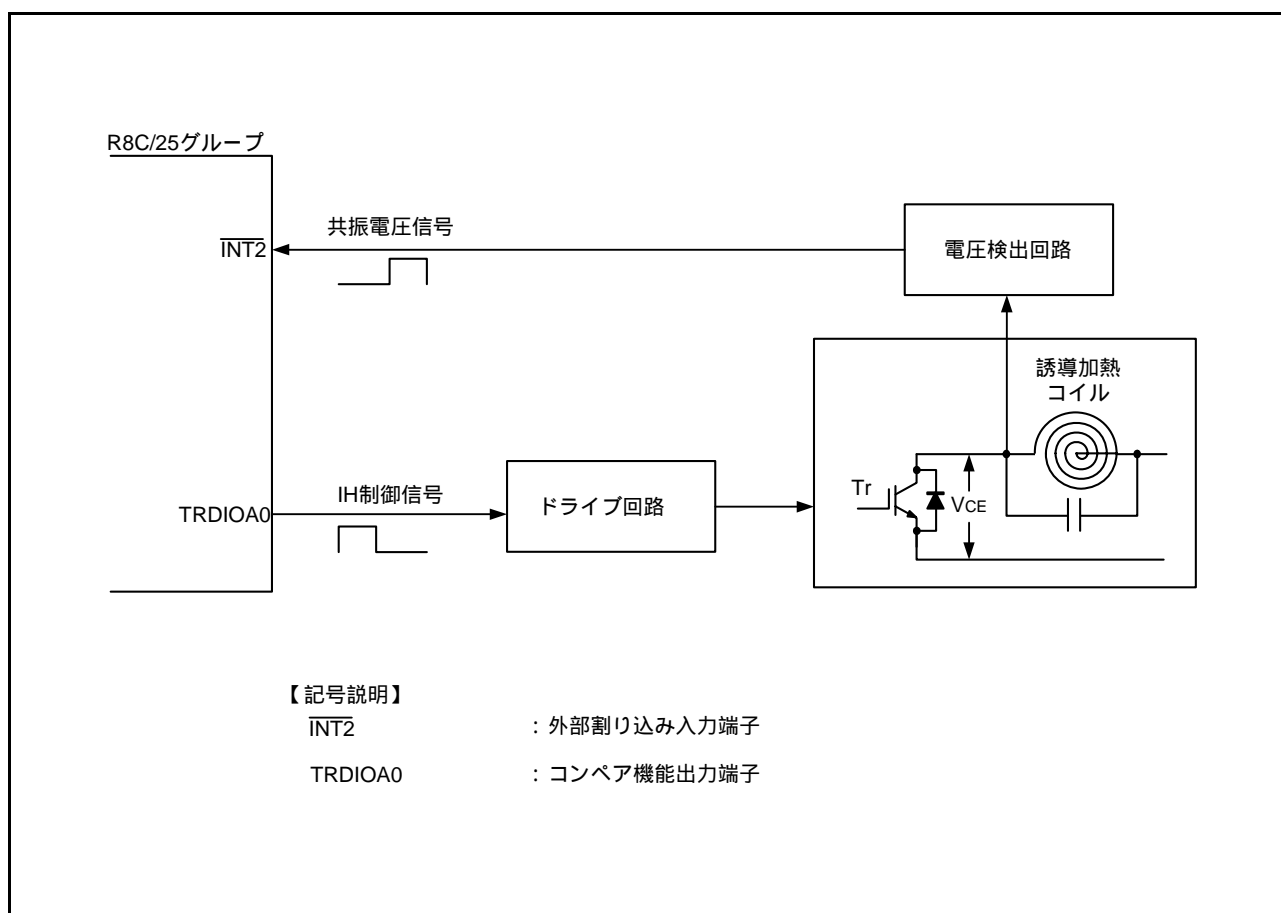 R8C/25グループ
共振電圧信号
INT2
電圧検出回路
誘導加熱
コイル
IH制御信号
TRDIOA0
ドライブ回路
Tr
VCE
【記号説明】
INT2 : 外部割り込み入力端子
TRDIOA0 : コンペア機能出力端子